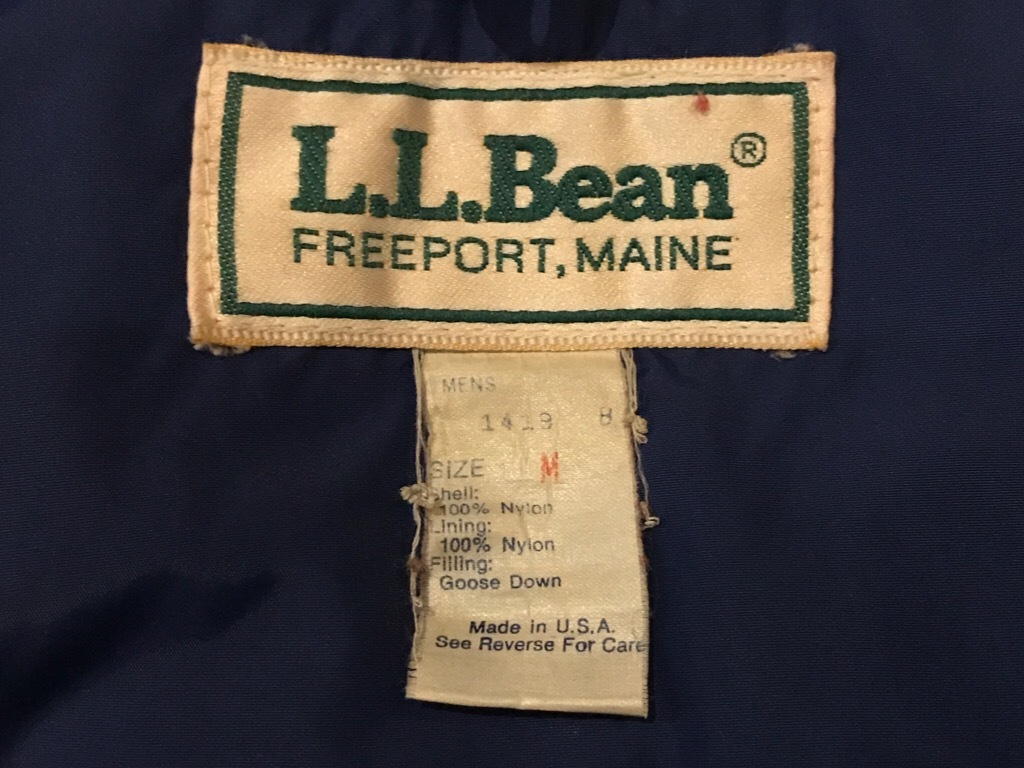 L.L.Bean®
FREEPORT, MAINE
MENS
1419 B
SIZE M
Shell:
100% Nylon
Lining:
100% Nylon
Filling:
Goose Down
Made in U.S.A.
See Reverse For Care